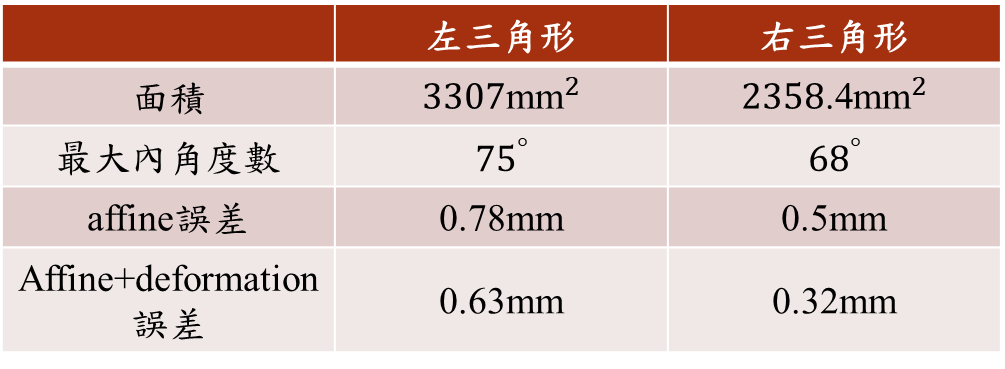 左三角形 右三角形
面積 3307mm² 2358.4mm²
最大內角度數 75° 68°
affine誤差 0.78mm 0.5mm
Affine+deformation
誤差 0.63mm 0.32mm